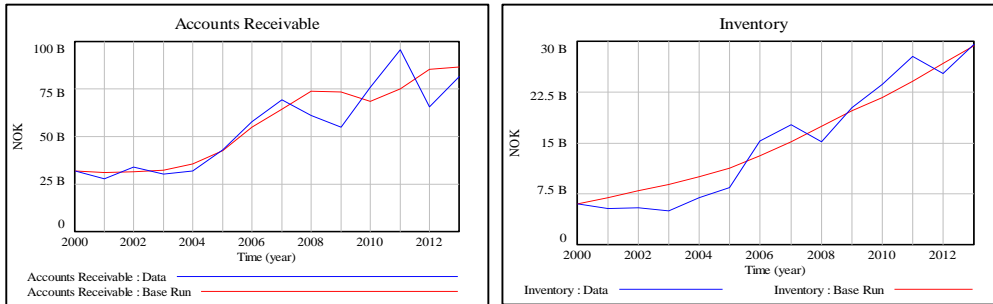 Accounts Receivable
100 B
75 B
50 B
25 B
0
NOK
2000 2002 2004 2006 2008 2010 2012
Time (year)
Accounts Receivable : Data
Accounts Receivable : Base Run
Inventory
30 B
22.5 B
15 B
7.5 B
0
NOK
2000 2002 2004 2006 2008 2010 2012
Time (year)
Inventory : Data Inventory : Base Run